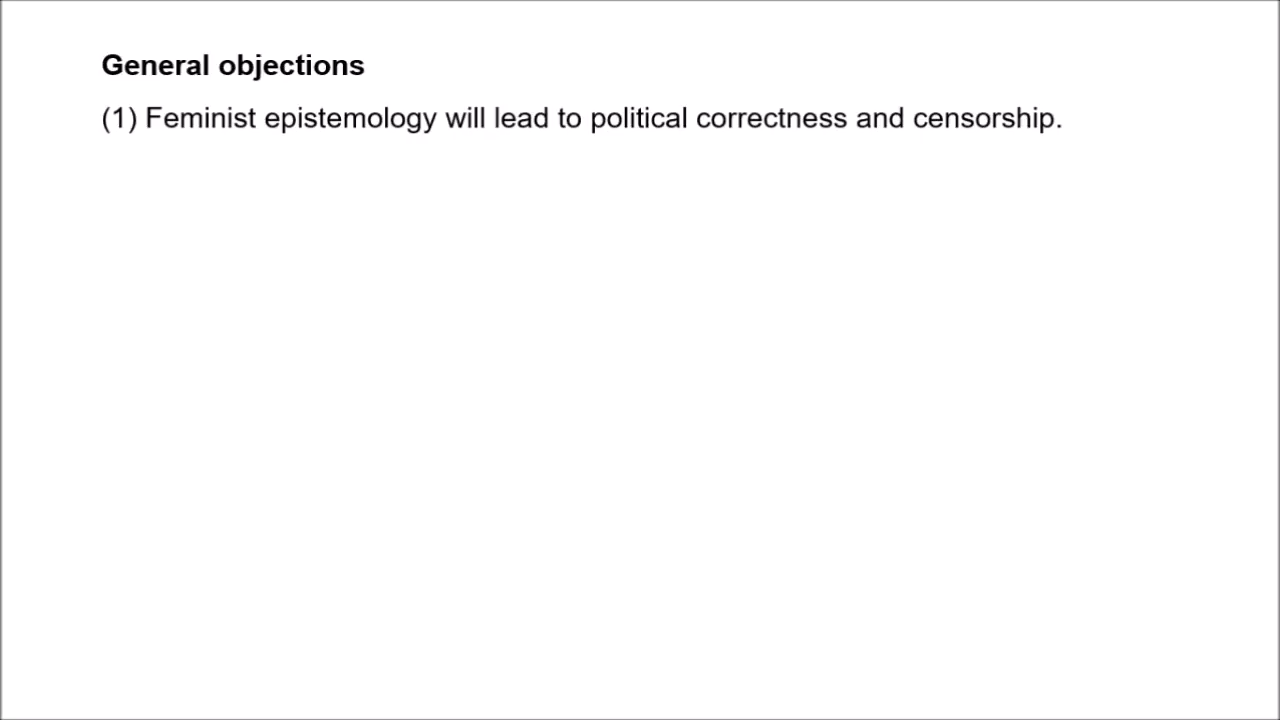 General objections
(1) Feminist epistemology will lead to political correctness and censorship.